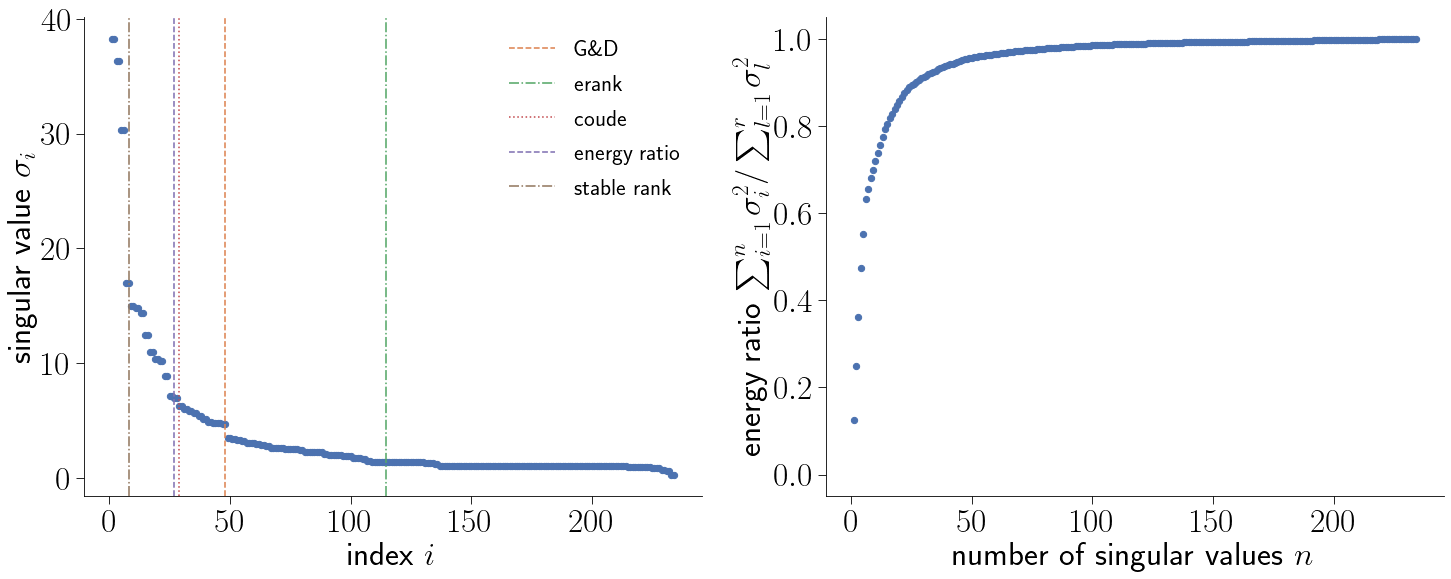 40
30
20
10
0
singular value σ_i
0 50 100 150 200
index i
G&D
erank
coude
energy ratio
stable rank
1.0
0.8
0.6
0.4
0.2
0.0
energy ratio ∑_{i=1}^{n} σ_i^2 / ∑_{l=1}^{r} σ_l^2
0 50 100 150 200
number of singular values n